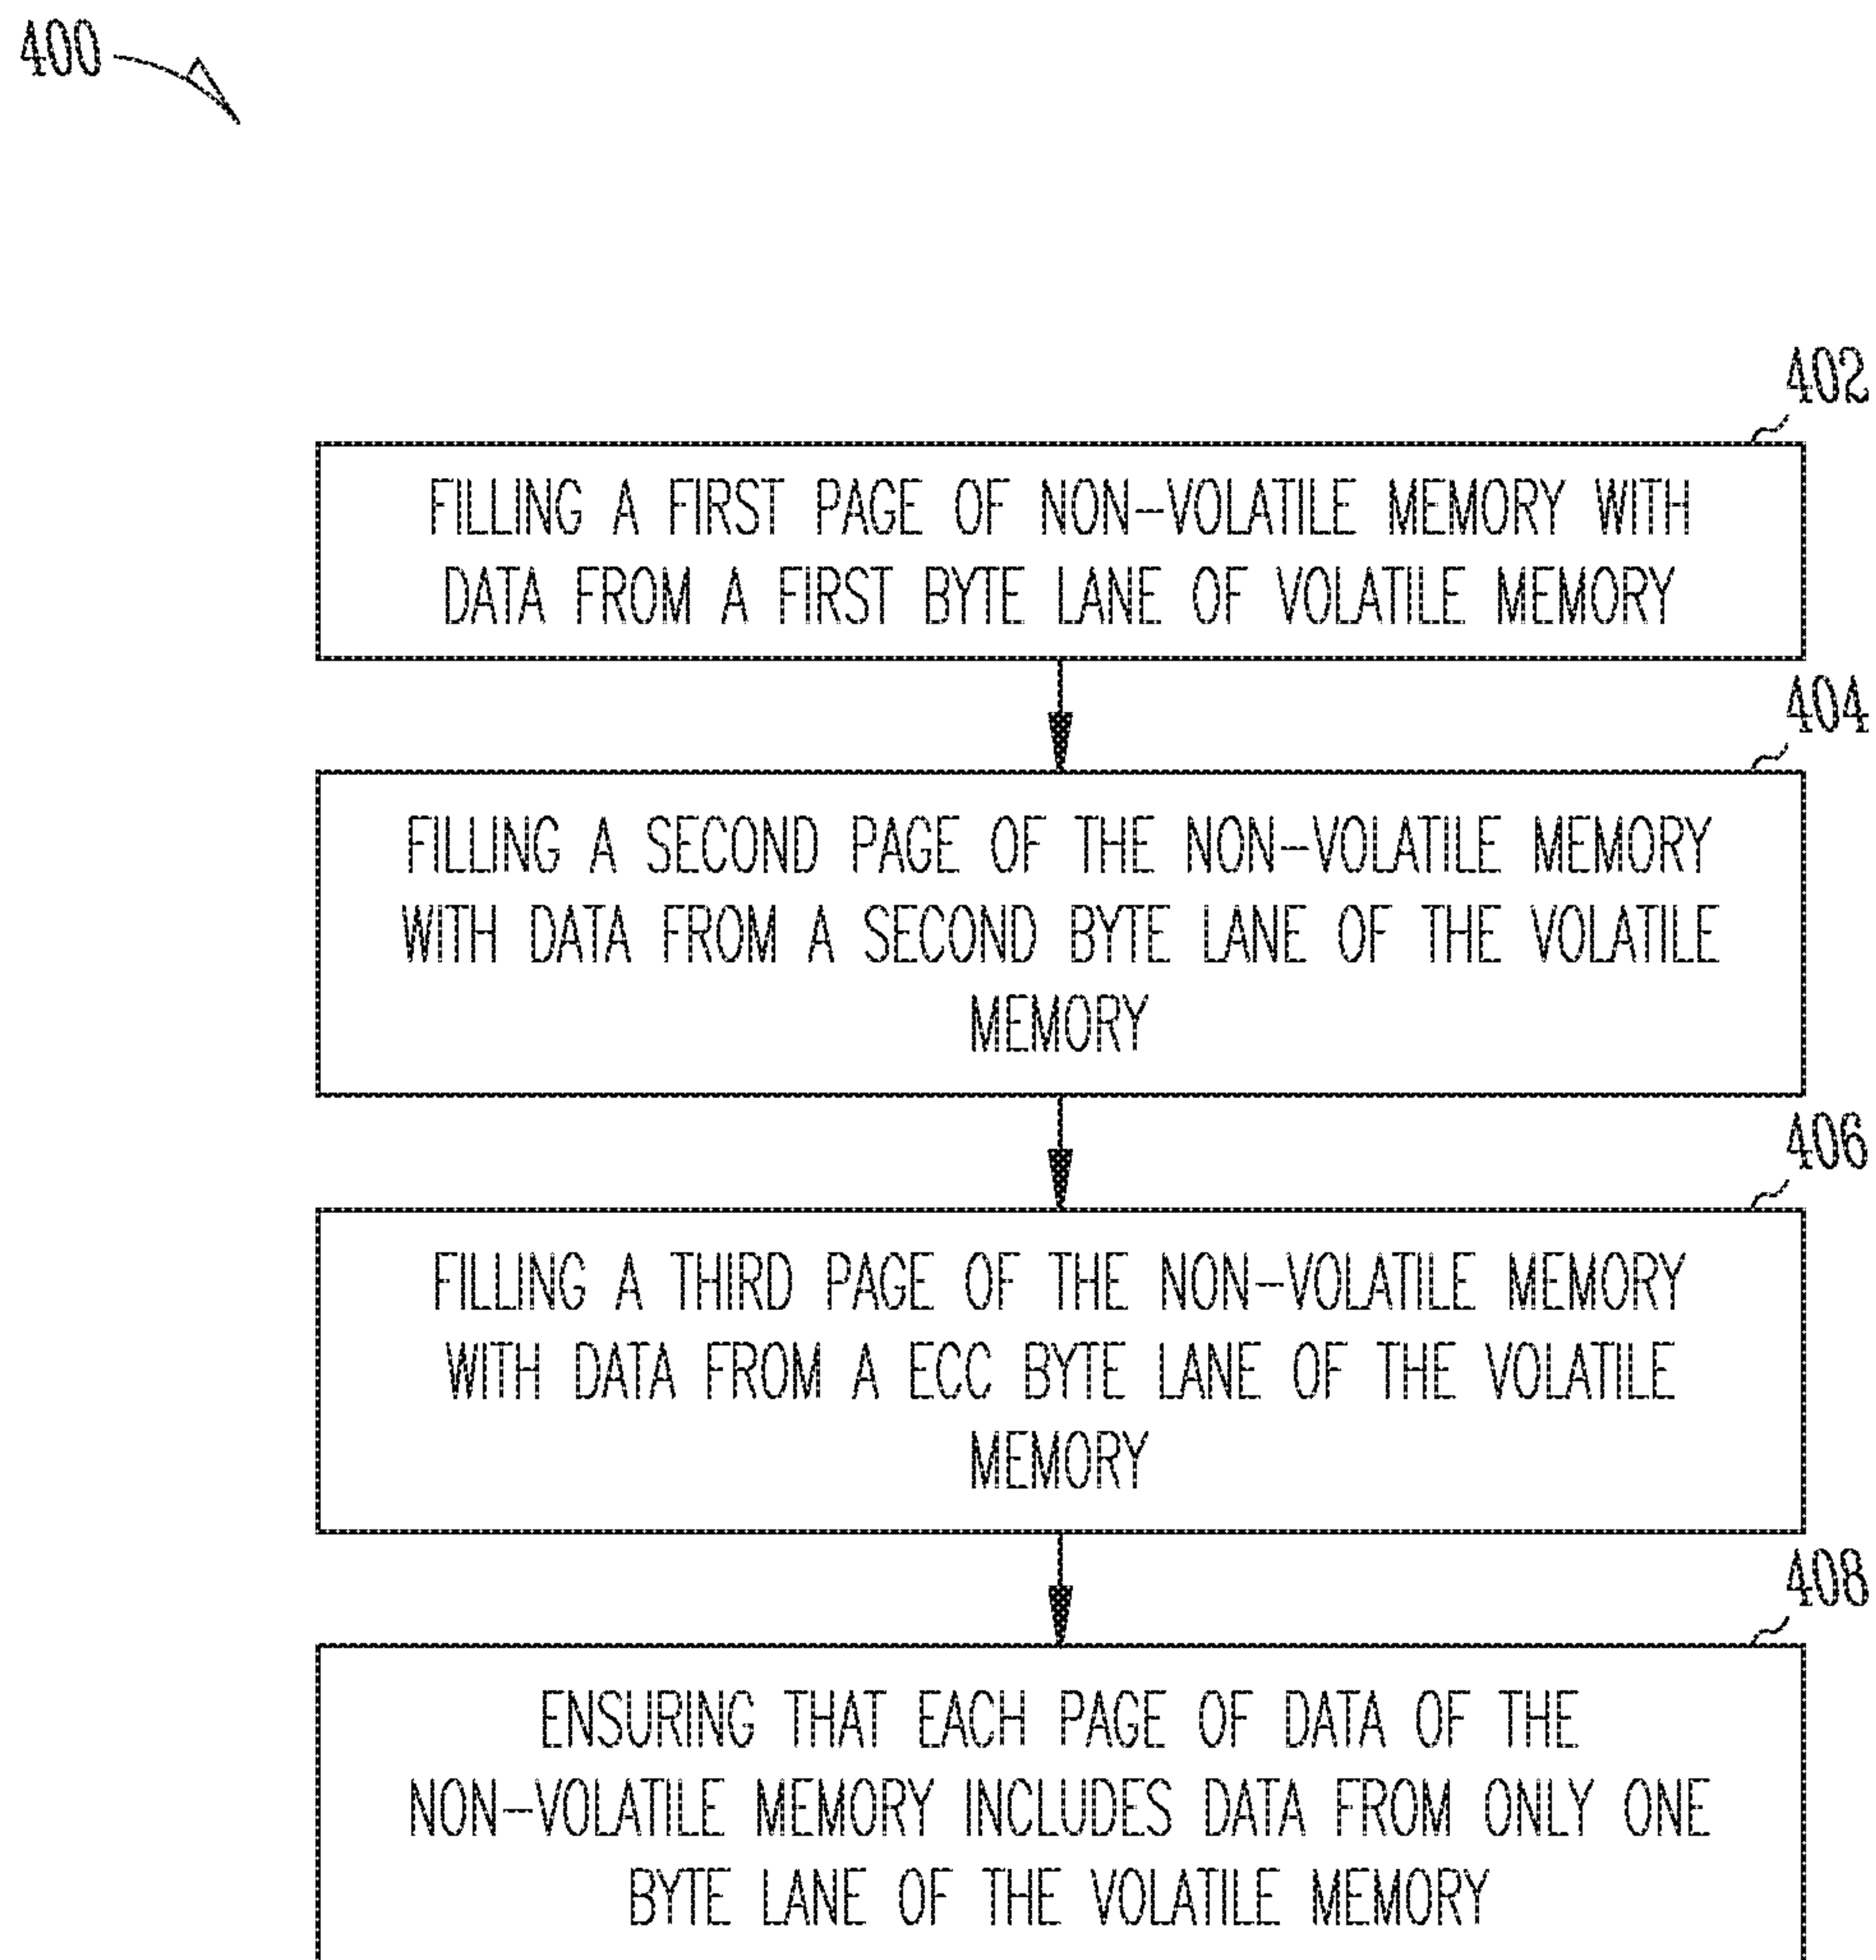 400
402
FILLING A FIRST PAGE OF NON-VOLATILE MEMORY WITH
DATA FROM A FIRST BYTE LANE OF VOLATILE MEMORY
404
FILLING A SECOND PAGE OF THE NON-VOLATILE MEMORY
WITH DATA FROM A SECOND BYTE LANE OF THE VOLATILE
MEMORY
406
FILLING A THIRD PAGE OF THE NON-VOLATILE MEMORY
WITH DATA FROM A ECC BYTE LANE OF THE VOLATILE
MEMORY
408
ENSURING THAT EACH PAGE OF DATA OF THE
NON-VOLATILE MEMORY INCLUDES DATA FROM ONLY ONE
BYTE LANE OF THE VOLATILE MEMORY